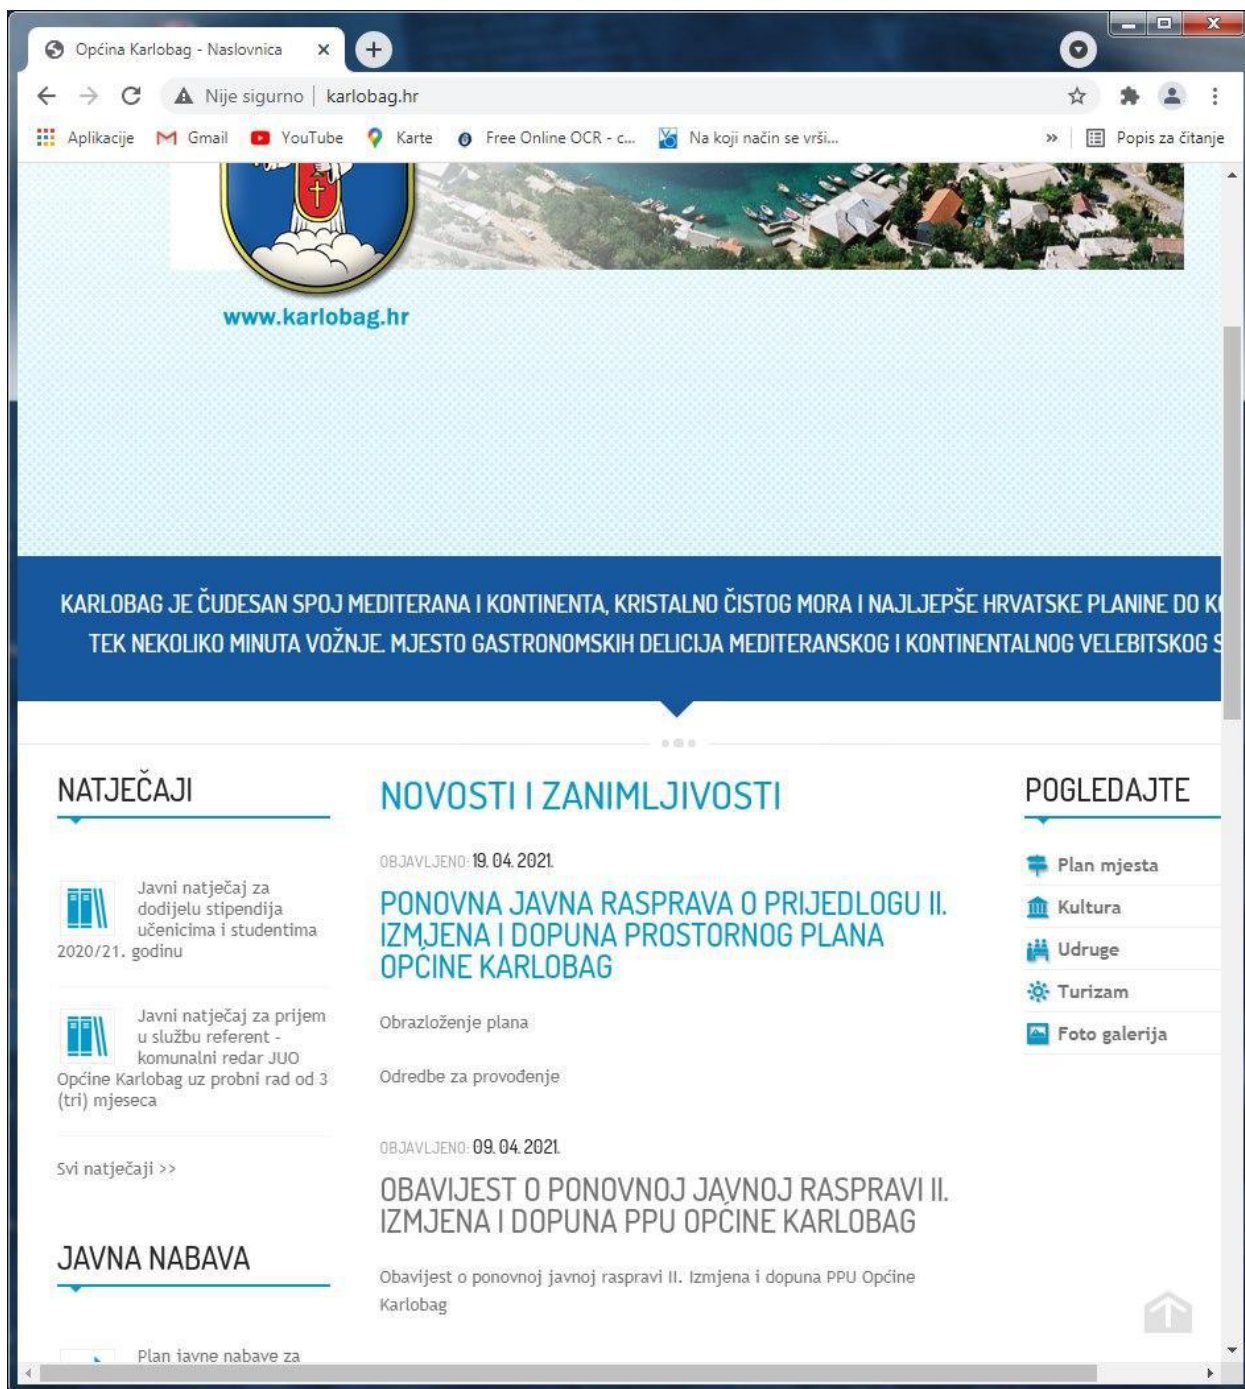 Općina Karlobag - Naslovnica
Nije sigurno | karlobag.hr
Aplikacije Gmail YouTube Karte Free Online OCR - c... Na koji način se vrši... » Popis za čitanje
www.karlobag.hr
KARLOBAG JE ČUDESAN SPOJ MEDITERANA I KONTINENTA, KRISTALNO ČISTOG MORA I NAJLJEPŠE HRVATSKE PLANINE DO
TEK NEKOLIKO MINUTA VOŽNJE. MJESTO GASTRONOMSKIH DELICIJA MEDITERANSKOG I KONTINENTALNOG VELEBITSKOG
NATJEČAJI
Javni natječaj za
dodijelu stipendija
učenicima i studentima
2020/21. godinu
Javni natječaj za prijem
u službu referent -
komunalni redar JUO
Općine Karlobag uz probni rad od 3
(tri) mjeseca
Svi natječaji >>
JAVNA NABAVA
Plan javne nabave za
NOVOSTI I ZANIMLJIVOSTI
OBJAVLJENO: 19. 04. 2021.
PONOVNA JAVNA RASPRAVA O PRIJEDLOGU II.
IZMJENA I DOPUNA PROSTORNOG PLANA
OPĆINE KARLOBAG
Obrazloženje plana
Odredbe za provođenje
OBJAVLJENO: 09. 04. 2021.
OBAVIJEST O PONOVNOJ JAVNOJ RASPRAVI II.
IZMJENA I DOPUNA PPU OPĆINE KARLOBAG
Obavijest o ponovnoj javnoj raspravi II. Izmjena i dopuna PPU Općine
Karlobag
POGLEDAJTE
Plan mjesta
Kultura
Udruge
Turizam
Foto galerija